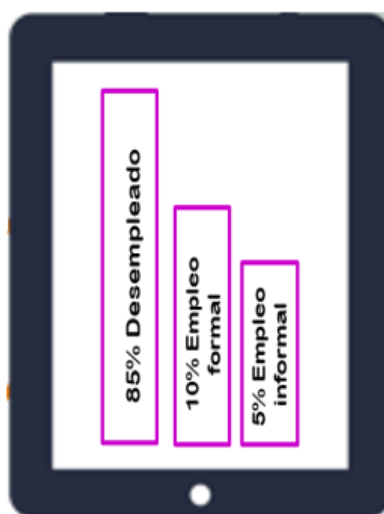 85% Desempleado
10% Empleo
formal
5% Empleo
informal